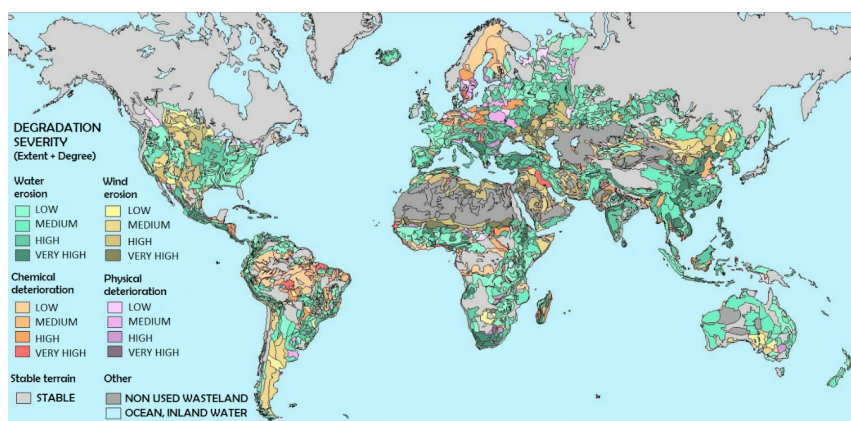 DEGRADATION
SEVERITY
(Extent + Degree)
Water
erosion
LOW
MEDIUM
HIGH
VERY HIGH
Wind
erosion
LOW
MEDIUM
HIGH
VERY HIGH
Chemical
deterioration
LOW
MEDIUM
HIGH
VERY HIGH
Physical
deterioration
LOW
MEDIUM
HIGH
VERY HIGH
Stable terrain
STABLE
Other
NON USED WASTELAND
OCEAN, INLAND WATER